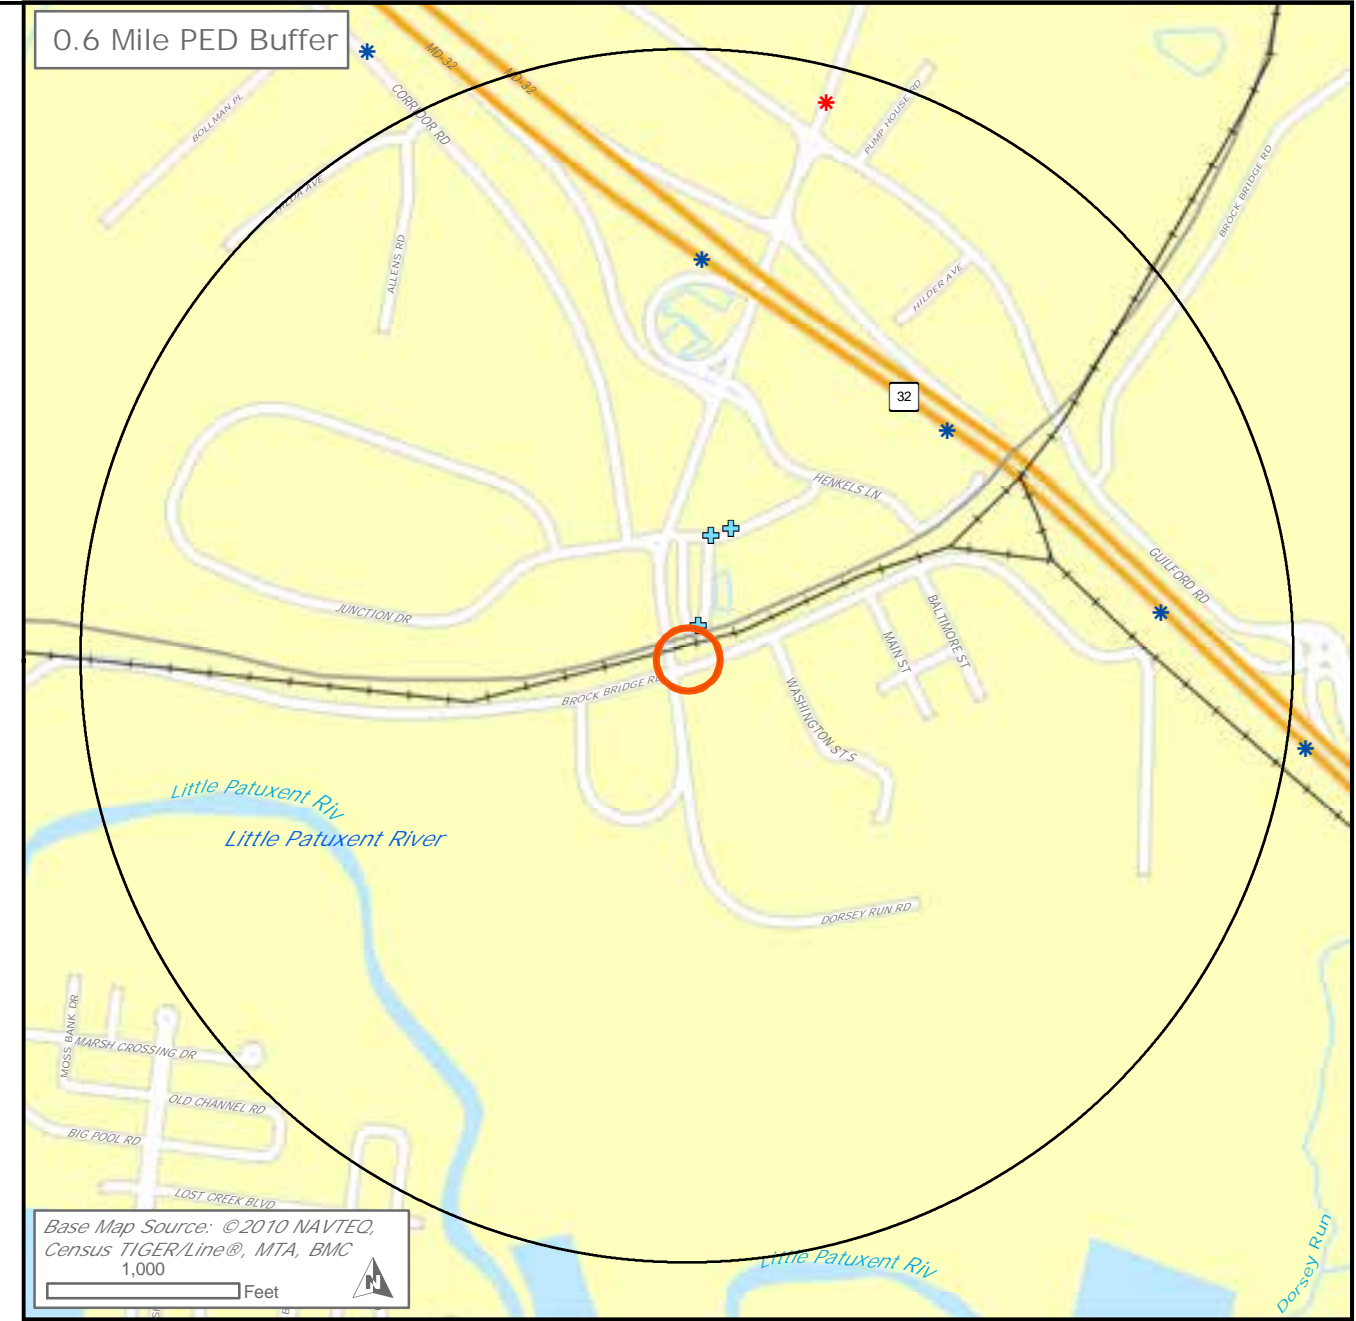 0.6 Mile PED Buffer
MD-32
MD-32
CORRIDOR RD
BOLLMAN PL
PUMP HOUSE RD
BROCK BRIDGE RD
ALLENS RD
HILDER AVE
32
HENKELS LN
GUILFORD RD
JUNCTION DR
BALTIMORE ST
MAIN ST
BROCK BRIDGE RD
WASHINGTON ST S
Little Patuxent Riv
Little Patuxent River
DORSEY RUN RD
MOSS BANK DR
MARSH CROSSING DR
OLD CHANNEL RD
BIG POOL RD
LOST CREEK BLVD
Base Map Source: ©2010 NAVTEQ,
Census TIGER/Line®, MTA, BMC
1,000
Feet
N
Little Patuxent Riv
Dorsey Run